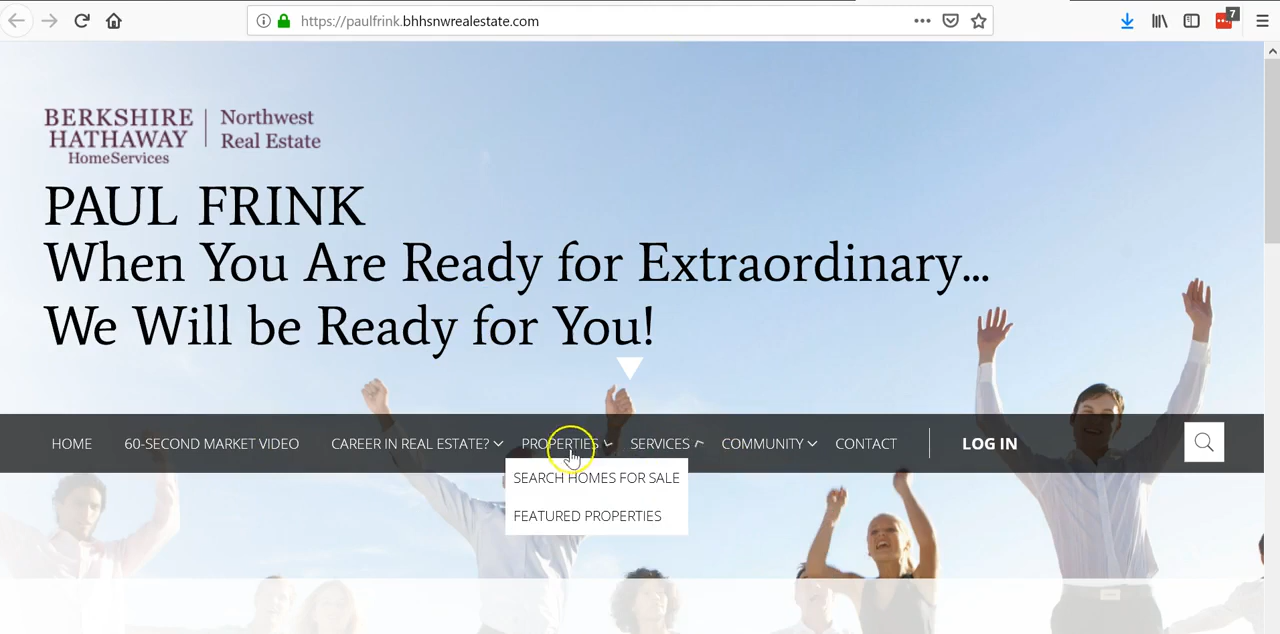 https://paulfrink.bhhsnwrealestate.com
7
BERKSHIRE
HATHAWAY
HomeServices
Northwest
Real Estate
PAUL FRINK
When You Are Ready for Extraordinary...
We Will be Ready for You!
HOME 60-SECOND MARKET VIDEO CAREER IN REAL ESTATE? PROPERTIES SERVICES COMMUNITY CONTACT LOG IN
SEARCH HOMES FOR SALE
FEATURED PROPERTIES